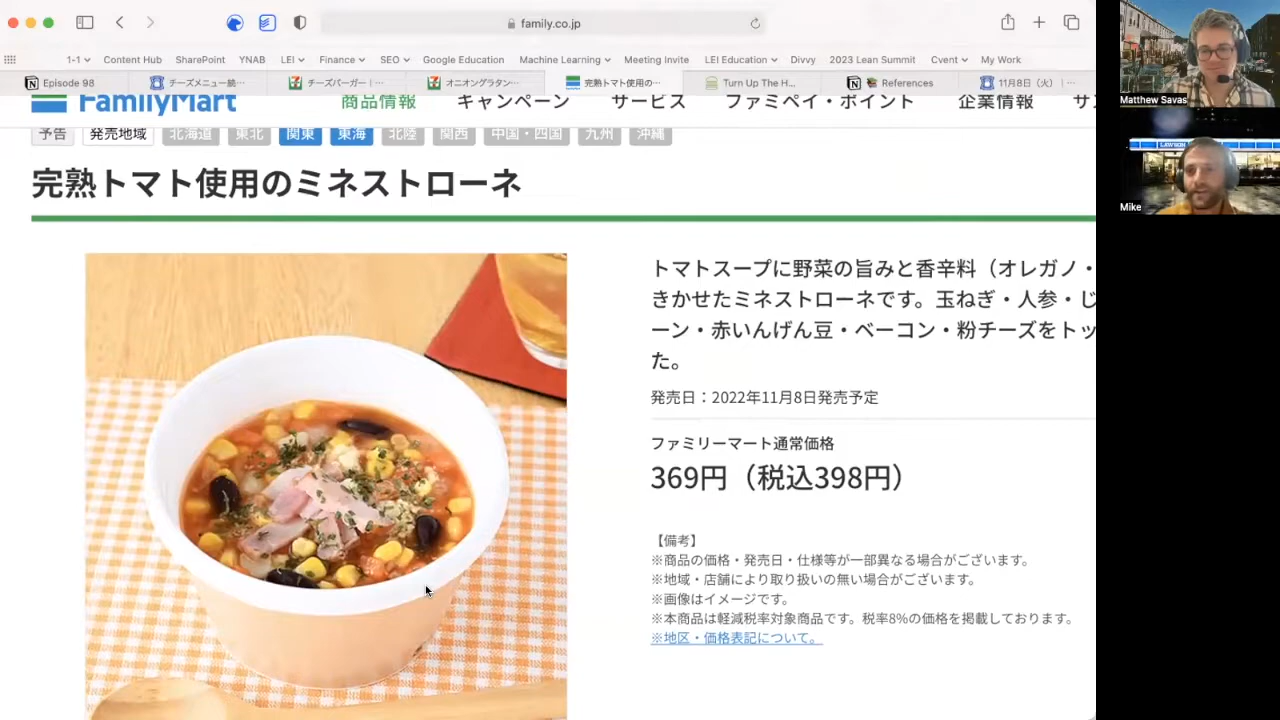 family.co.jp
1-1 Content Hub SharePoint YNAB LEI Finance SEO Google Education Machine Learning Meeting Invite LEI Education Divvy 2023 Lean Summit Cvent My Work
Episode 98 チーズメニュー続… チーズバーガー｜… オニオングラタン… 完熟トマト使用の… Turn Up The H... References 11月8日（火）｜…
FamilyMart 商品情報 キャンペーン サービス ファミペイ・ポイント 企業情報 サ
予告 発売地域 北海道 東北 関東 東海 北陸 関西 中国・四国 九州 沖縄
完熟トマト使用のミネストローネ
トマトスープに野菜の旨みと香辛料（オレガノ・
きかせたミネストローネです。玉ねぎ・人参・じ
ーン・赤いんげん豆・ベーコン・粉チーズをトッ
た。
発売日：2022年11月8日発売予定
ファミリーマート通常価格
369円（税込398円）
【備考】
※商品の価格・発売日・仕様等が一部異なる場合がございます。
※地域・店舗により取り扱いの無い場合がございます。
※画像はイメージです。
※本商品は軽減税率対象商品です。税率8%の価格を掲載しております。
※地区・価格表記について。
Matthew Savas
LAWSON
Mike